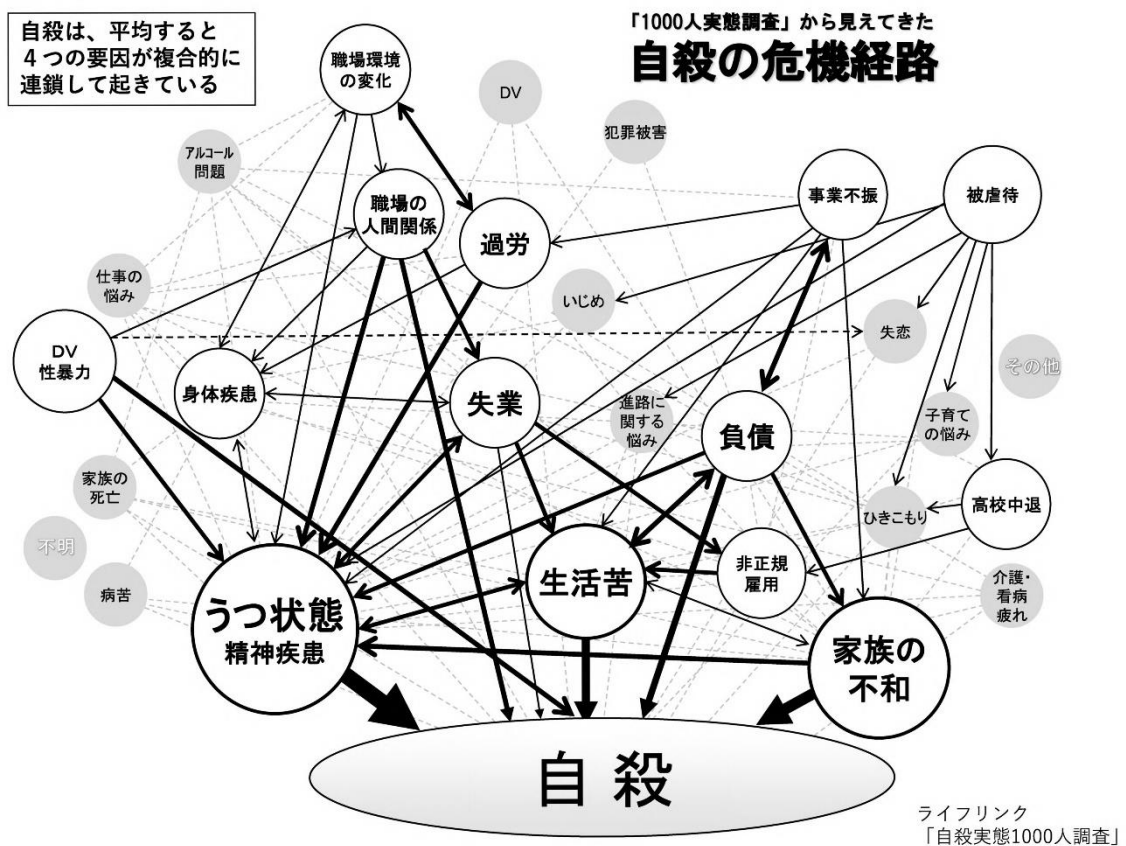 自殺は、平均すると
４つの要因が複合的に
連鎖して起きている
「1000人実態調査」から見えてきた
自殺の危機経路
職場環境
の変化
DV
犯罪被害
アルコール
問題
職場の
人間関係
過労
事業不振
被虐待
仕事の
悩み
いじめ
失恋
DV
性暴力
その他
身体疾患
失業
進路に
関する
悩み
負債
子育て
の悩み
家族の
死亡
ひきこもり
高校中退
不明
病苦
うつ状態
精神疾患
生活苦
非正規
雇用
介護・
看病
疲れ
家族の
不和
自殺
ライフリンク
「自殺実態1000人調査」